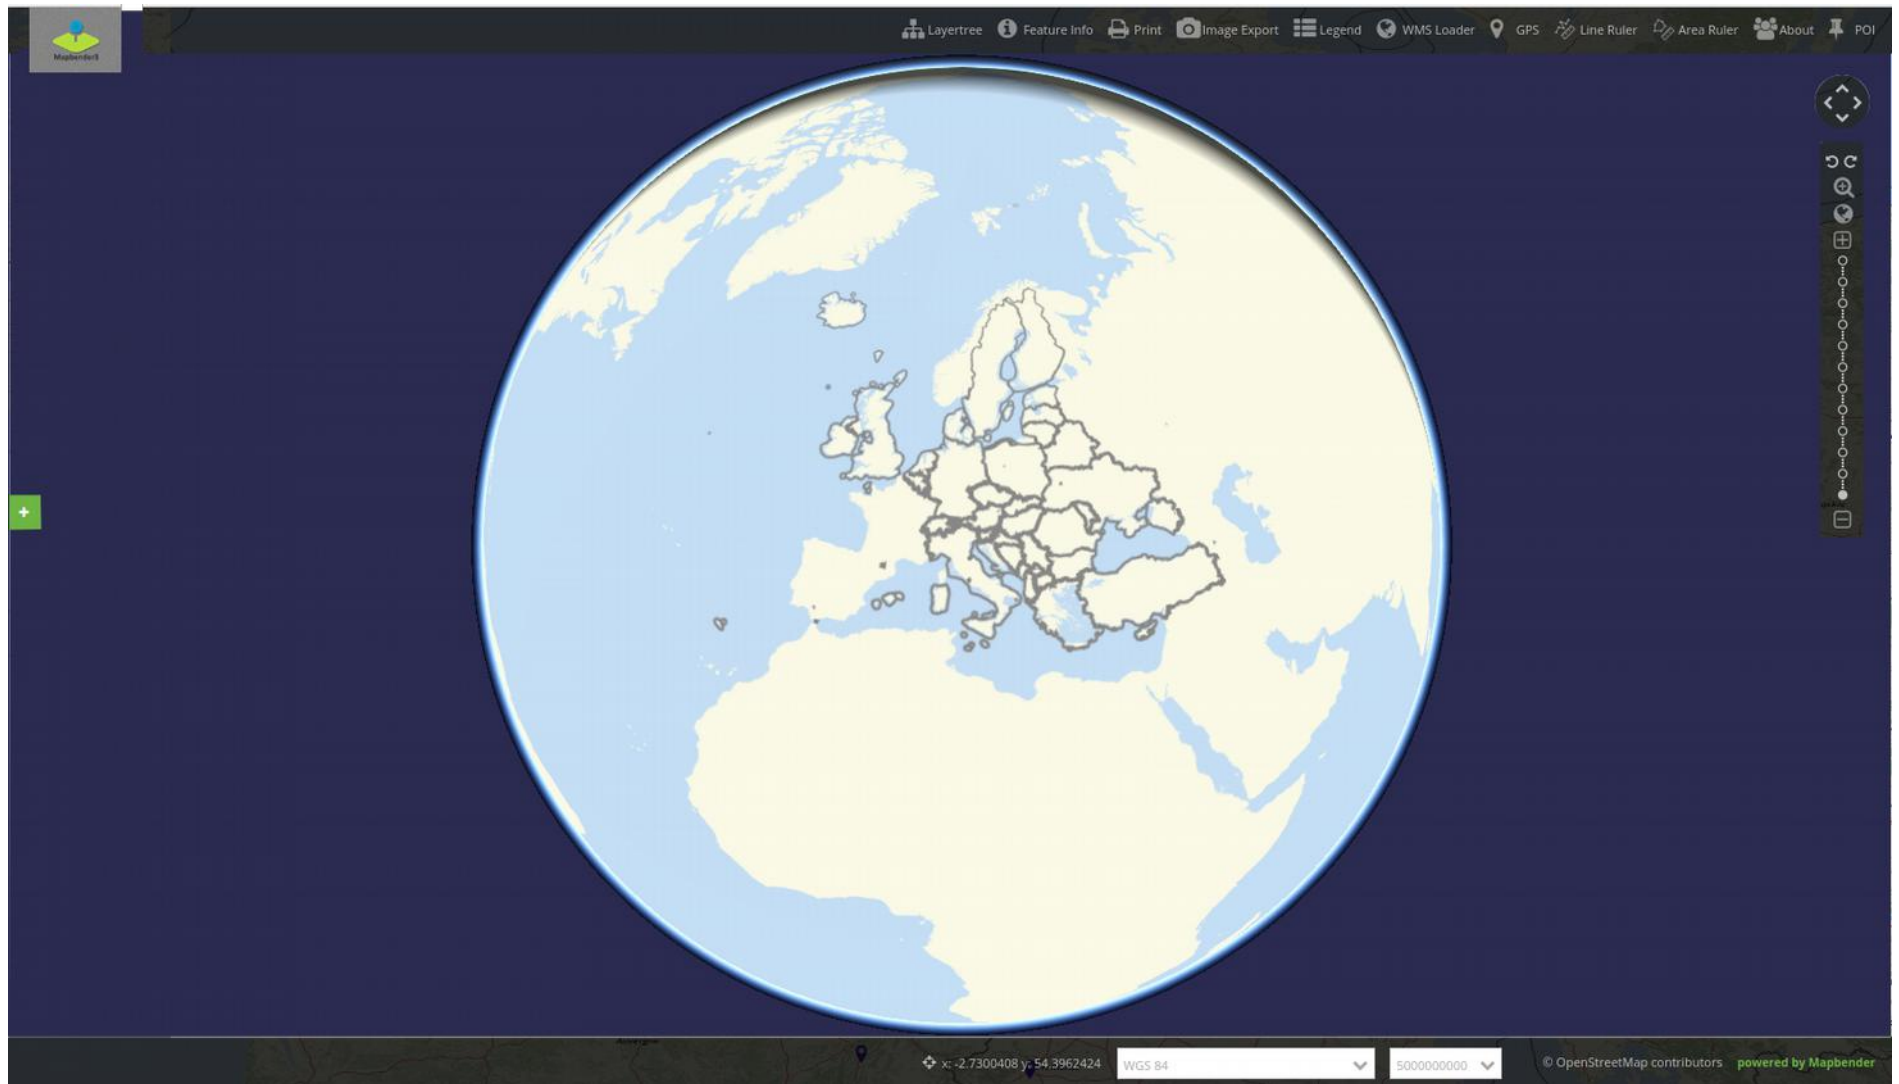 Mapbender3
Layertree Feature Info Print Image Export Legend WMS Loader GPS Line Ruler Area Ruler About POI
x: -2.7300408 y: 54.3962424
WGS 84
5000000000
© OpenStreetMap contributors
powered by Mapbender